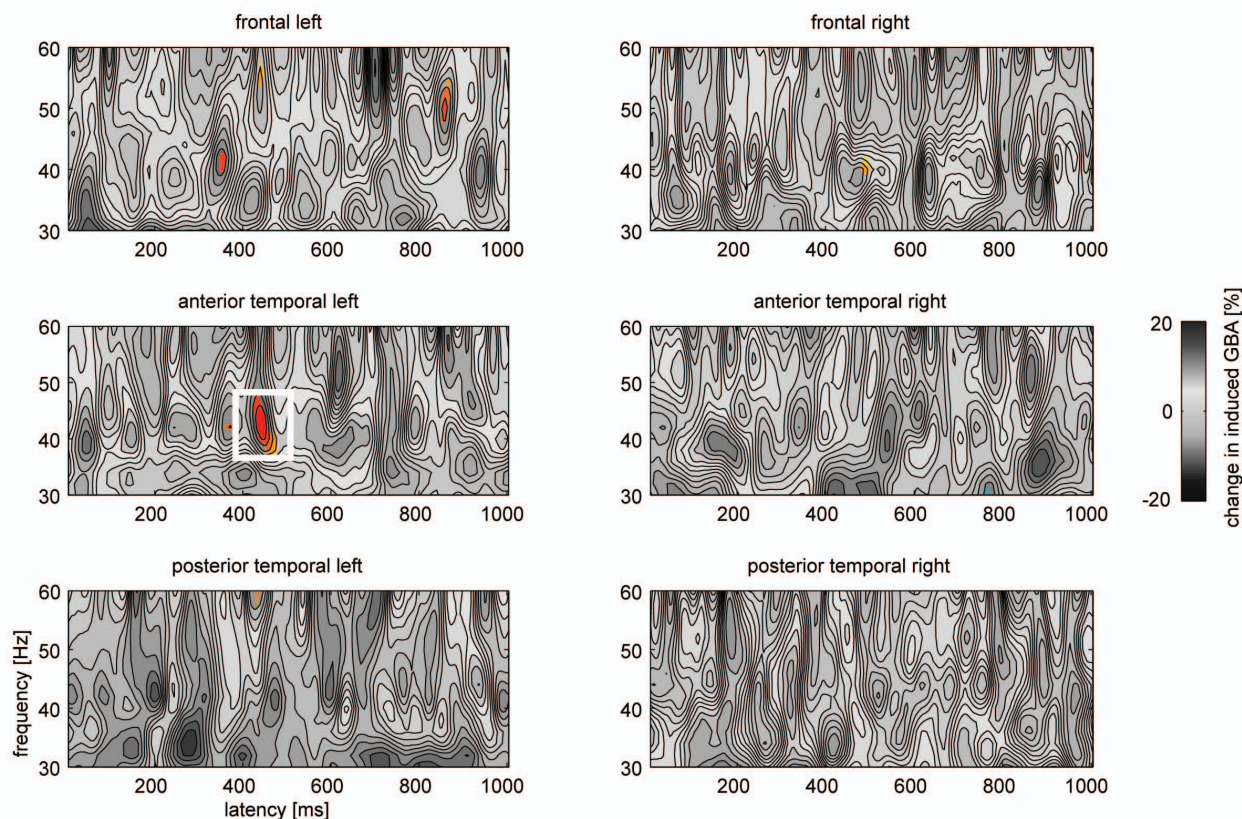 frontal left
frontal right
60
50
40
30
200 400 600 800 1000
60
50
40
30
200 400 600 800 1000
anterior temporal left
anterior temporal right
60
50
40
30
200 400 600 800 1000
60
50
40
30
200 400 600 800 1000
20
0
-20
change in induced GBA [%]
posterior temporal left
posterior temporal right
frequency [Hz]
60
50
40
30
200 400 600 800 1000
latency [ms]
60
50
40
30
200 400 600 800 1000